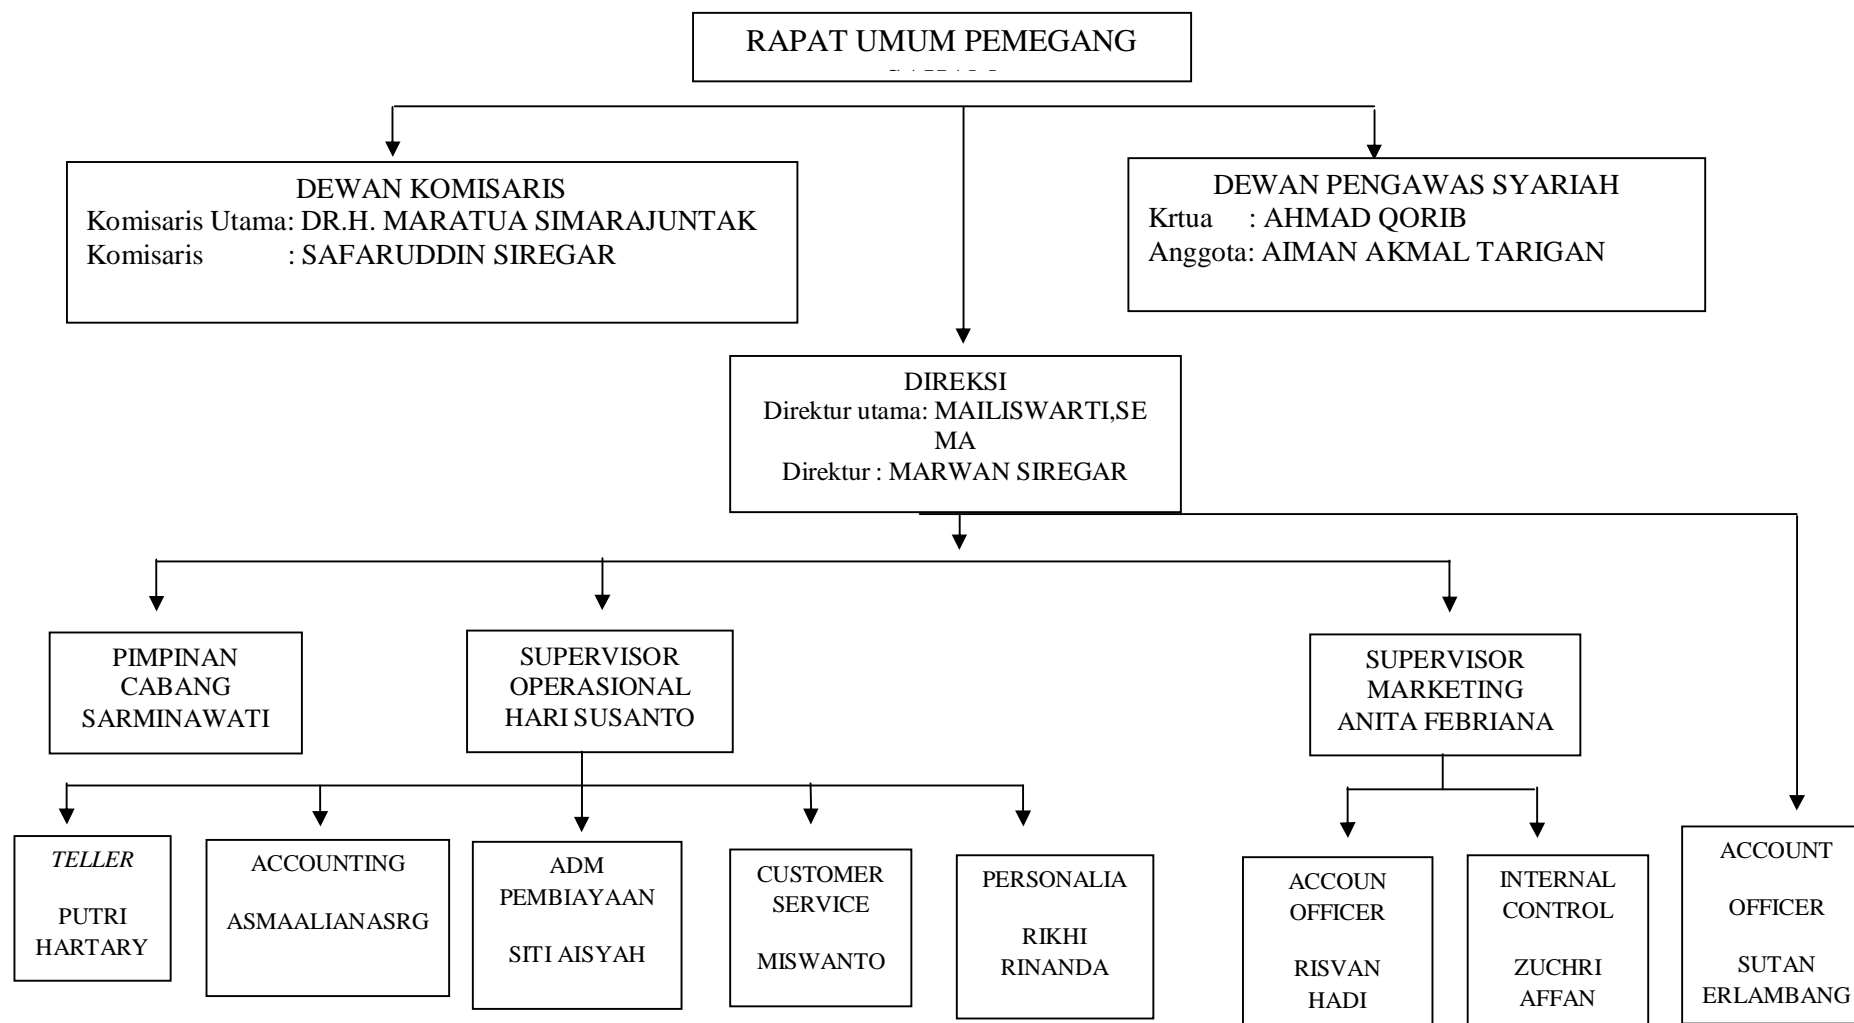 RAPAT UMUM PEMEGANG
DEWAN KOMISARIS
Komisaris Utama: DR.H. MARATUA SIMARAJUNTAK
Komisaris : SAFARUDDIN SIREGAR
DEWAN PENGAWAS SYARIAH
Krtua : AHMAD QORIB
Anggota: AIMAN AKMAL TARIGAN
DIREKSI
Direktur utama: MAILISWARTI,SE
MA
Direktur : MARWAN SIREGAR
PIMPINAN
CABANG
SARMINAWATI
SUPERVISOR
OPERASIONAL
HARI SUSANTO
SUPERVISOR
MARKETING
ANITA FEBRIANA
TELLER
PUTRI
HARTARY
ACCOUNTING
ASMAALIANASRG
ADM
PEMBIAYAAN
SITI AISYAH
CUSTOMER
SERVICE
MISWANTO
PERSONALIA
RIKHI
RINANDA
ACCOUN
OFFICER
RISVAN
HADI
INTERNAL
CONTROL
ZUCHRI
AFFAN
ACCOUNT
OFFICER
SUTAN
ERLAMBANG